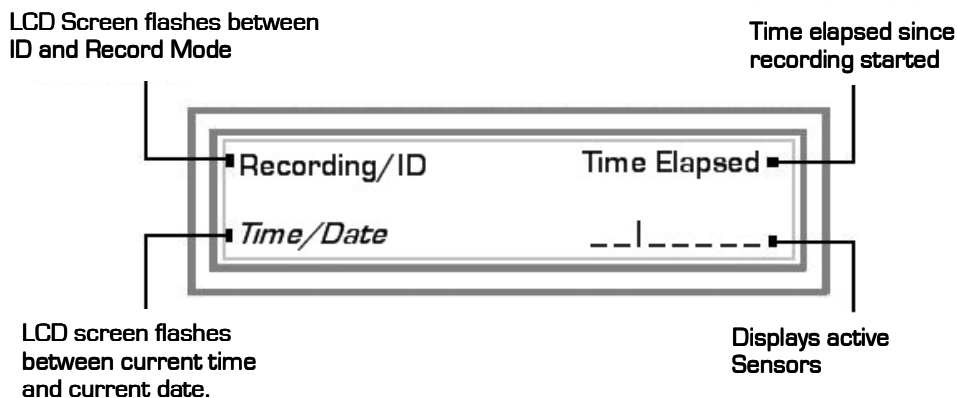 LCD Screen flashes between
ID and Record Mode
Time elapsed since
recording started
Recording/ID
Time Elapsed
Time/Date
_ _|_ _ _ _ _
LCD screen flashes
between current time
and current date.
Displays active
Sensors